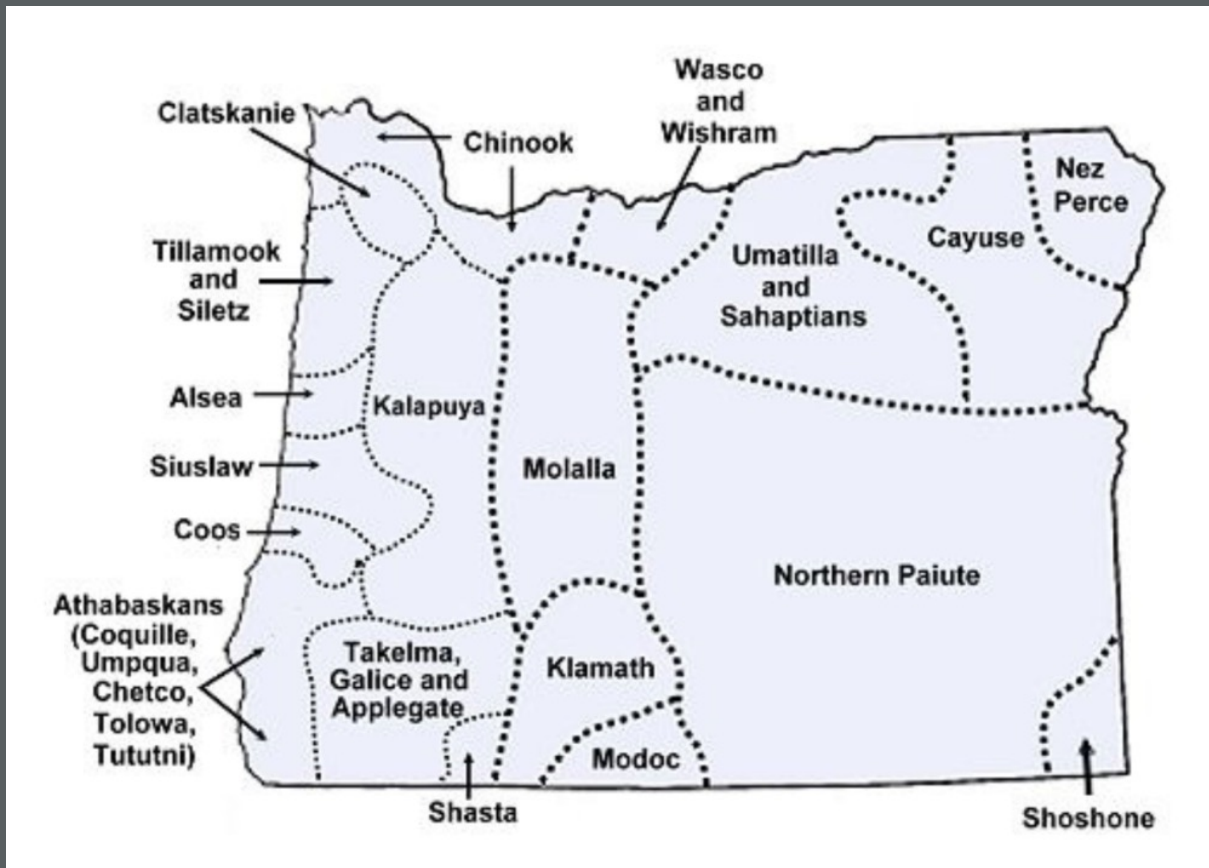 Wasco
and
Wishram
Clatskanie
Chinook
Nez
Perce
Cayuse
Tillamook
and
Siletz
Umatilla
and
Sahaptians
Alsea
Kalapuya
Siuslaw
Molalla
Coos
Northern Paiute
Athabaskans
(Coquille,
Umpqua,
Chetco,
Tolowa,
Tututni)
Takelma,
Galice and
Applegate
Klamath
Modoc
Shasta
Shoshone